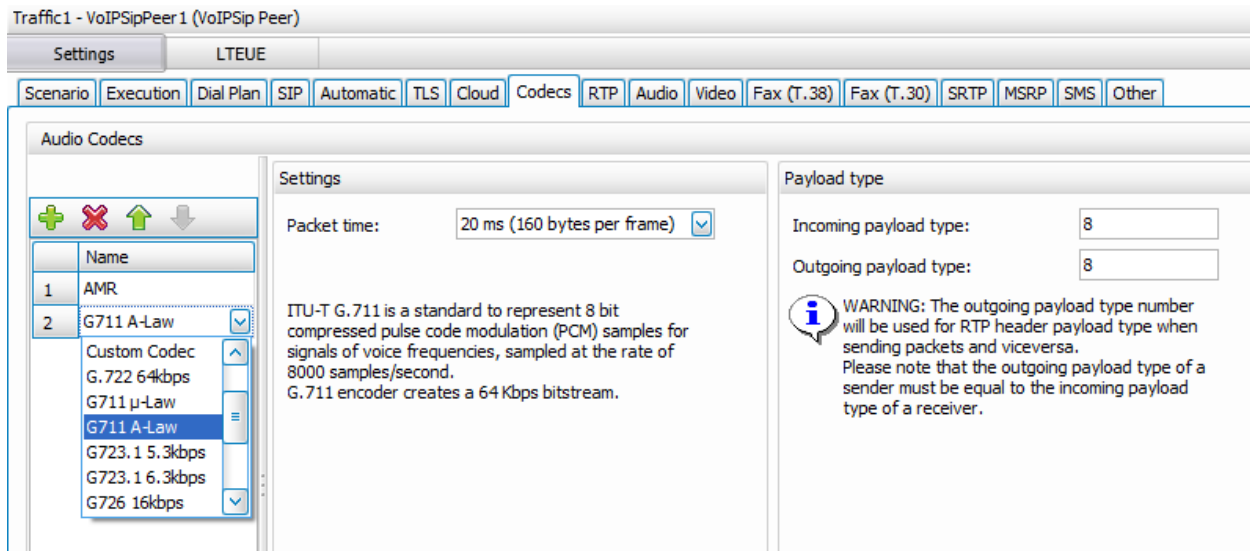 Traffic1 - VoIPSipPeer1 (VoIPSip Peer)
Settings LTEUE
Scenario Execution Dial Plan SIP Automatic TLS Cloud Codecs RTP Audio Video Fax (T.38) Fax (T.30) SRTP MSRP SMS Other
Audio Codecs
Name
1 AMR
2 G711 A-Law
Custom Codec
G.722 64kbps
G711 μ-Law
G711 A-Law
G723.1 5.3kbps
G723.1 6.3kbps
G726 16kbps
Settings
Packet time: 20 ms (160 bytes per frame)
ITU-T G.711 is a standard to represent 8 bit
compressed pulse code modulation (PCM) samples for
signals of voice frequencies, sampled at the rate of
8000 samples/second.
G.711 encoder creates a 64 Kbps bitstream.
Payload type
Incoming payload type: 8
Outgoing payload type: 8
WARNING: The outgoing payload type number
will be used for RTP header payload type when
sending packets and viceversa.
Please note that the outgoing payload type of a
sender must be equal to the incoming payload
type of a receiver.